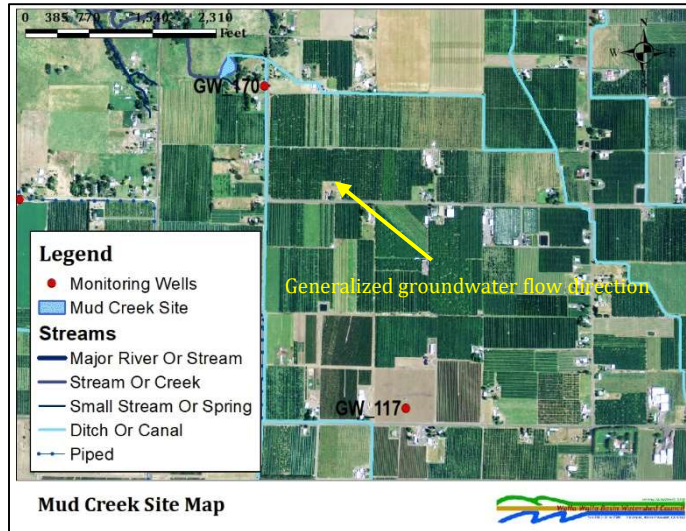 0 385 770 1,540 2,310
Feet
N
W
E
S
GW_170
Generalized groundwater flow direction
Legend
Monitoring Wells
Mud Creek Site
Streams
Major River Or Stream
Stream Or Creek
Small Stream Or Spring
Ditch Or Canal
Piped
GW_117
Mud Creek Site Map
Walla Walla Basin Watershed Council